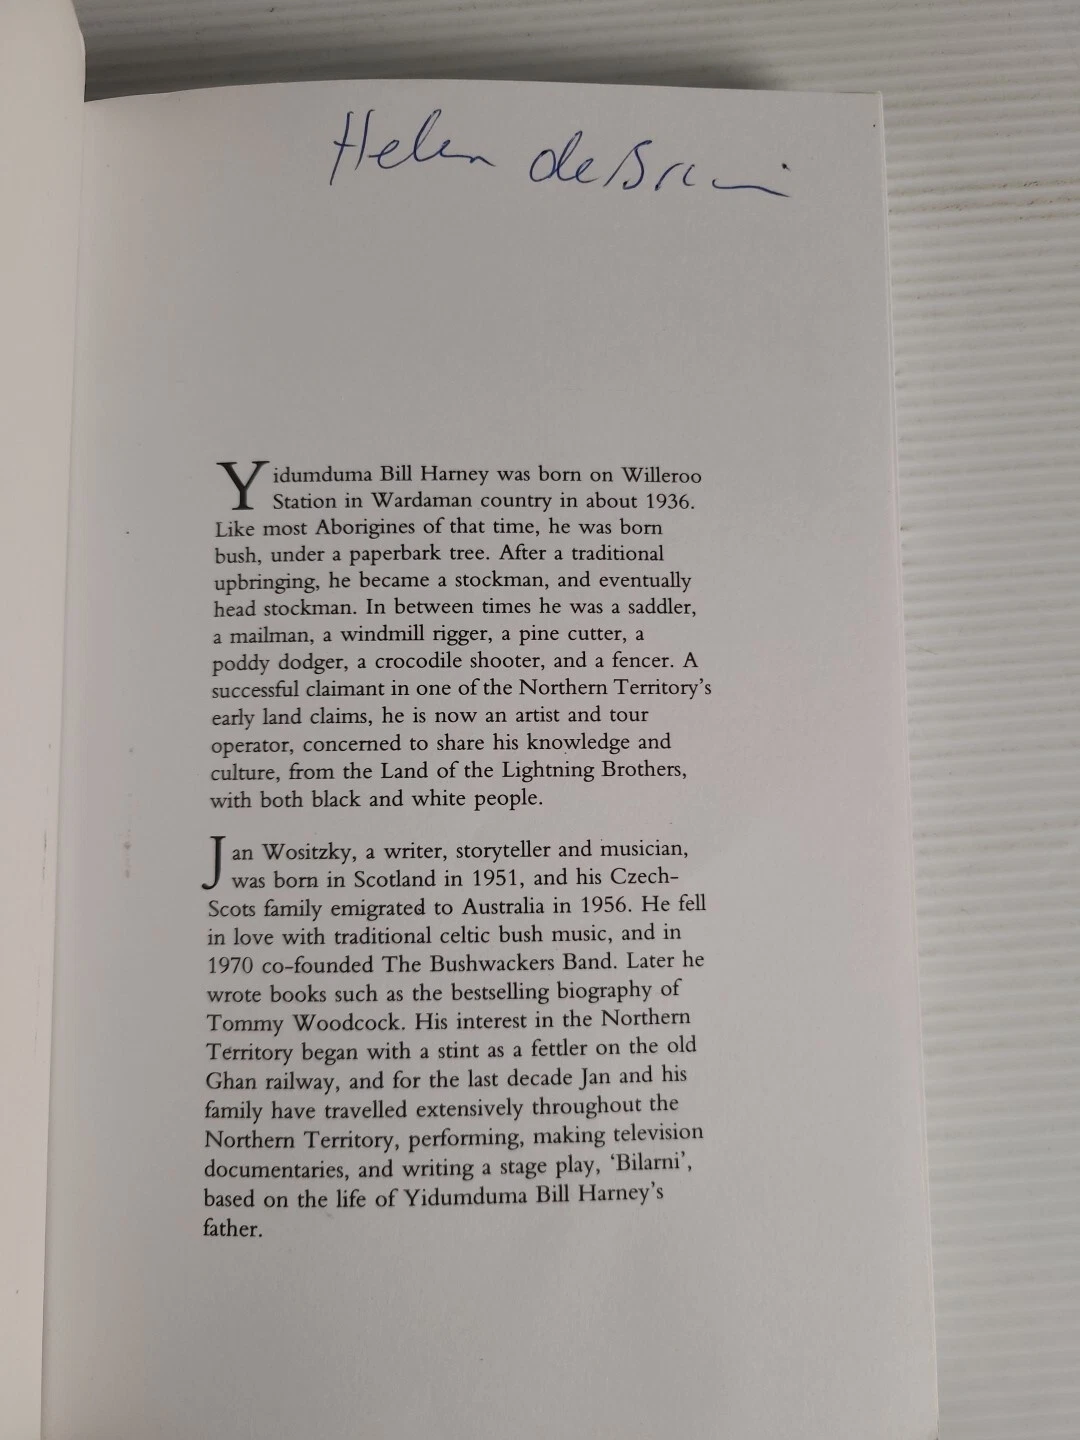 Helen
Yidumduma Bill Harney was born on Willeroo
Station in Wardaman country in about 1936.
Like most Aborigines of that time, he was born
bush, under a paperbark tree. After a traditional
upbringing, he became a stockman, and eventually
head stockman. In between times he was a saddler,
a mailman, a windmill rigger, a pine cutter, a
poddy dodger, a crocodile shooter, and a fencer. A
successful claimant in one of the Northern Territory’s
early land claims, he is now an artist and tour
operator, concerned to share his knowledge and
culture, from the Land of the Lightning Brothers,
with both black and white people.
Jan Wositzky, a writer, storyteller and musician,
was born in Scotland in 1951, and his Czech-
Scots family emigrated to Australia in 1956. He fell
in love with traditional celtic bush music, and in
1970 co-founded The Bushwackers Band. Later he
wrote books such as the bestselling biography of
Tommy Woodcock. His interest in the Northern
Territory began with a stint as a fettler on the old
Ghan railway, and for the last decade Jan and his
family have travelled extensively throughout the
Northern Territory, performing, making television
documentaries, and writing a stage play, ‘Bilarni’,
based on the life of Yidumduma Bill Harney’s
father.